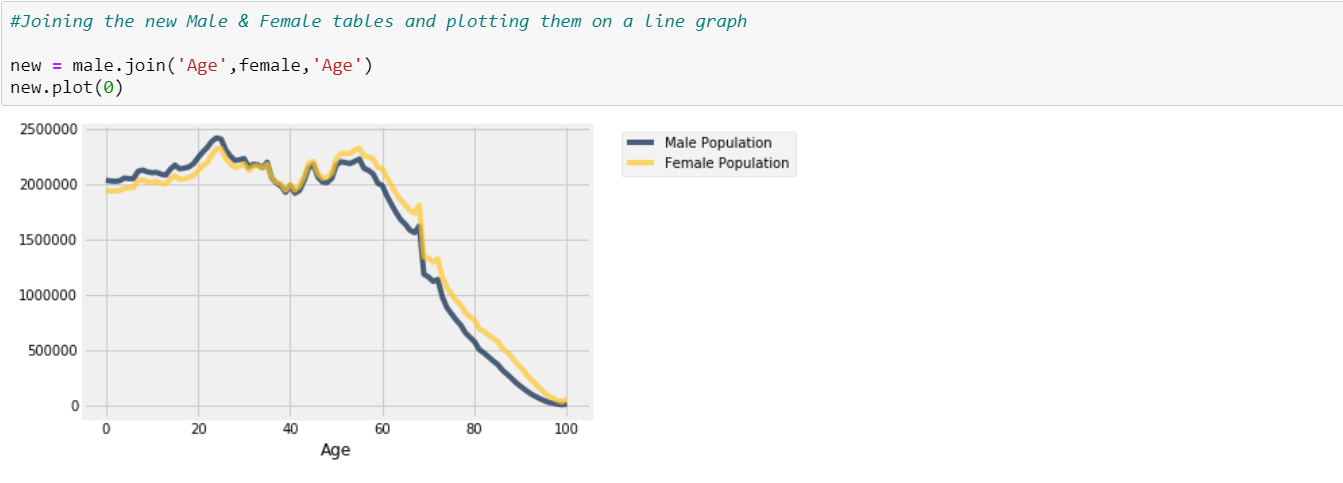 #Joining the new Male & Female tables and plotting them on a line graph
new = male.join('Age',female,'Age')
new.plot(0)
2500000
2000000
1500000
1000000
500000
0
0 20 40 60 80 100
Age
Male Population
Female Population